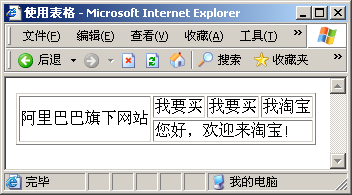 使用表格 - Microsoft Internet Explorer
文件(F) 编辑(E) 查看(V) 收藏(A) 工具(T) »
后退 搜索 收藏夹 »
阿里巴巴旗下网站 我要买 我要买 我淘宝
您好，欢迎来淘宝！
完毕 我的电脑